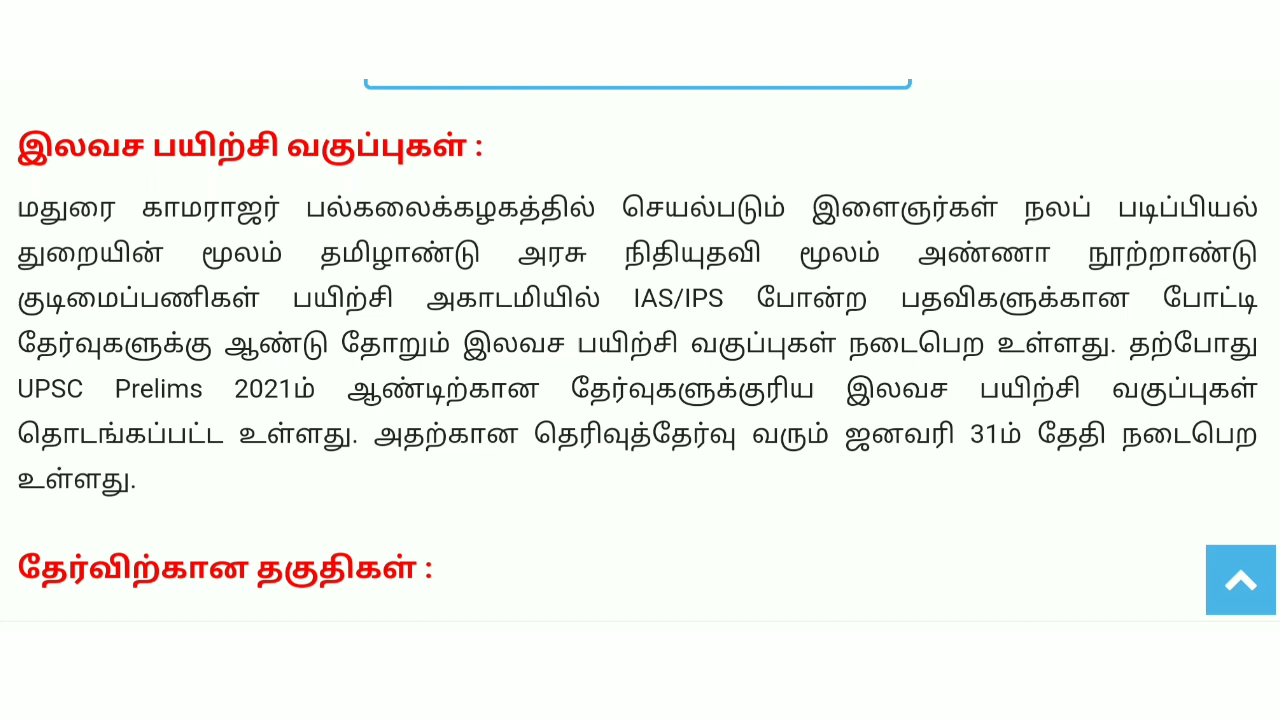 இலவச பயிற்சி வகுப்புகள் :
மதுரை காமராஜர் பல்கலைக்கழகத்தில் செயல்படும் இளைஞர்கள் நலப் படிப்பியல்
துறையின் மூலம் தமிழாண்டு அரசு நிதியுதவி மூலம் அண்ணா நூற்றாண்டு
குடிமைப்பணிகள் பயிற்சி அகாடமியில் IAS/IPS போன்ற பதவிகளுக்கான போட்டி
தேர்வுகளுக்கு ஆண்டு தோறும் இலவச பயிற்சி வகுப்புகள் நடைபெற உள்ளது. தற்போது
UPSC Prelims 2021ம் ஆண்டிற்கான தேர்வுகளுக்குரிய இலவச பயிற்சி வகுப்புகள்
தொடங்கப்பட்ட உள்ளது. அதற்கான தெரிவுத்தேர்வு வரும் ஜனவரி 31ம் தேதி நடைபெற
உள்ளது.
தேர்விற்கான தகுதிகள் :